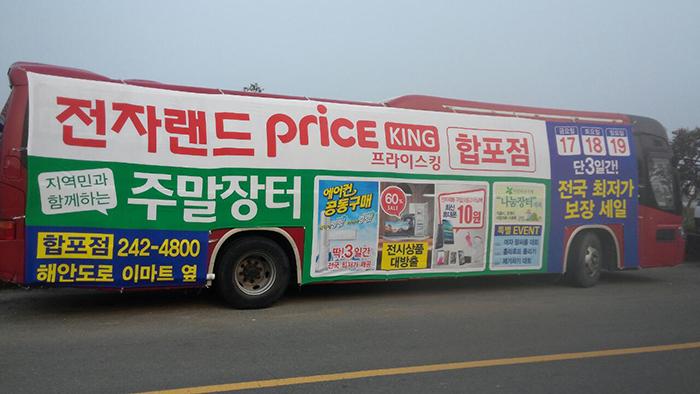 전자랜드 price KING
프라이스킹
합포점
금요일 토요일 일요일
17 18 19
단3일간!
전국 최저가
보장 세일
지역민과
함께하는
주말장터
합포점 242-4800
해안도로 이마트 옆
에어컨
공동구매
딱!3일간
60%
SALE
전시상품
대방출
10원
"나눔장터"
특별 EVENT